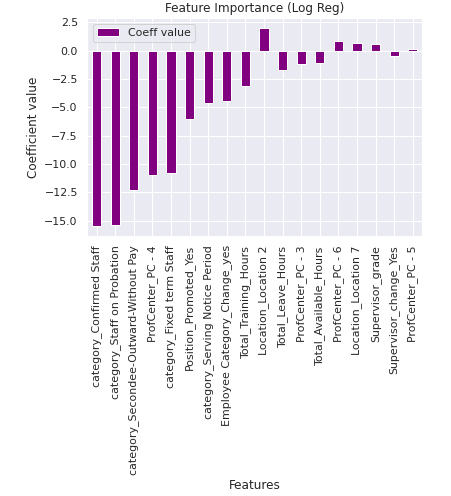 Feature Importance (Log Reg)
Coeff value
2.5
0.0
−2.5
−5.0
−7.5
−10.0
−12.5
−15.0
Coefficient value
category_Confirmed Staff
category_Staff on Probation
category_Secondee-Outward-Without Pay
ProfCenter_PC - 4
category_Fixed term Staff
Position_Promoted_Yes
category_Serving Notice Period
Employee Category_Change_yes
Total_Training_Hours
Location_Location 2
Total_Leave_Hours
ProfCenter_PC - 3
Total_Available_Hours
ProfCenter_PC - 6
Location_Location 7
Supervisor_grade
Supervisor_change_Yes
ProfCenter_PC - 5
Features